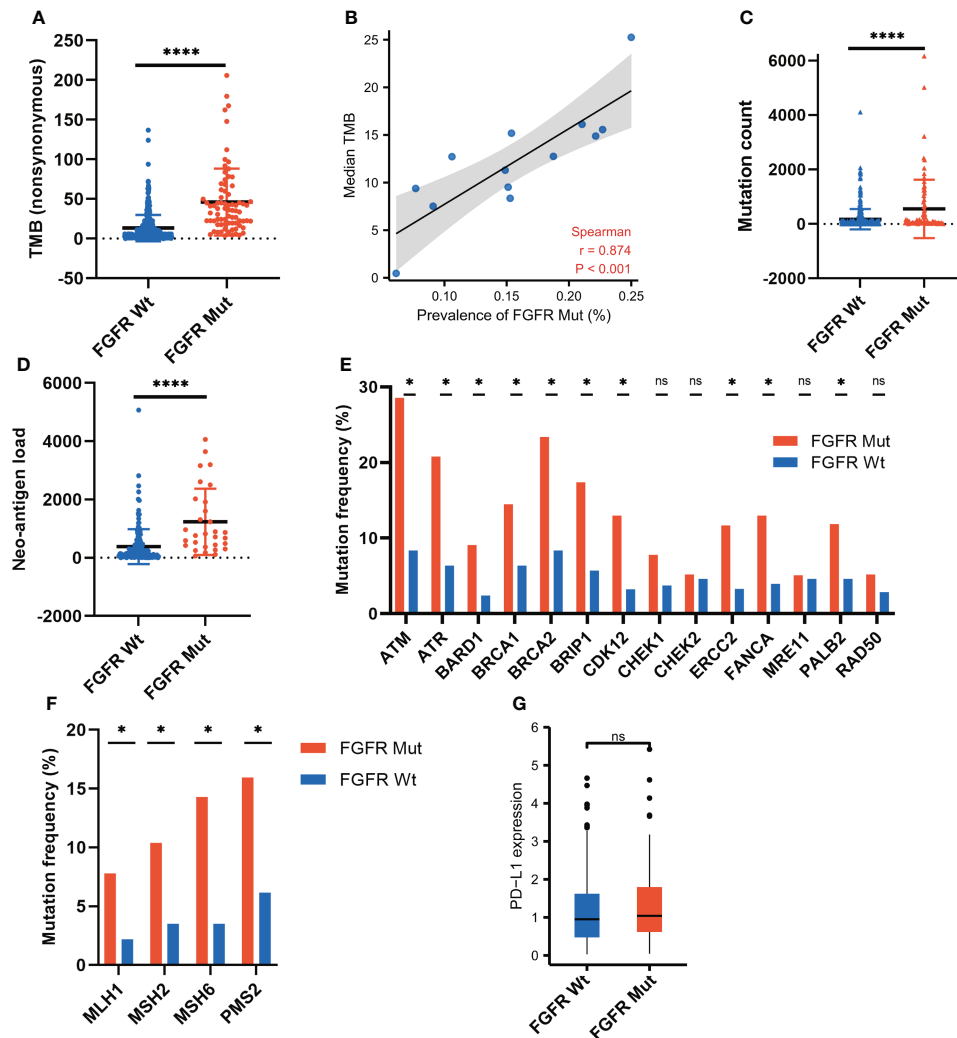 A
TMB (nonsynonymous)
250
200
150
100
50
0
-50
****
FGFR Wt
FGFR Mut
B
Median TMB
25
20
15
10
5
0
0.10
0.15
0.20
0.25
Prevalence of FGFR Mut (%)
Spearman
r = 0.874
P < 0.001
C
Mutation count
6000
4000
2000
0
-2000
****
FGFR Wt
FGFR Mut
D
Neo-antigen load
6000
4000
2000
0
-2000
****
FGFR Wt
FGFR Mut
E
Mutation frequency (%)
30
20
10
0
* * * * * * * ns ns * * ns * ns
FGFR Mut
FGFR Wt
ATM
ATR
BARD1
BRCA1
BRCA2
BRIP1
CDK12
CHEK1
CHEK2
ERCC2
FANCA
MRE11
PALB2
RAD50
F
Mutation frequency (%)
20
15
10
5
0
* * * *
FGFR Mut
FGFR Wt
MLH1
MSH2
MSH6
PMS2
G
PD−L1 expression
6
5
4
3
2
1
0
ns
FGFR Wt
FGFR Mut